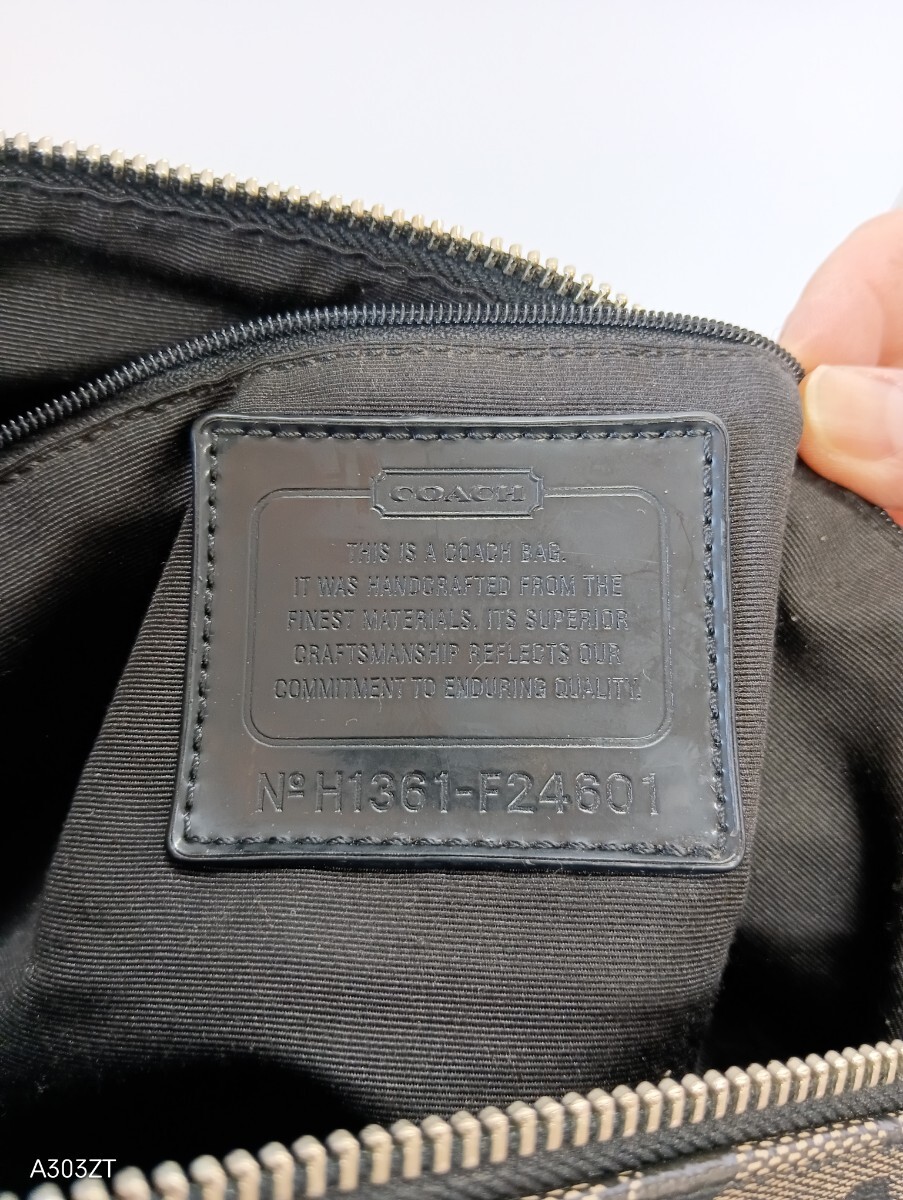 COACH
THIS IS A COACH BAG.
IT WAS HANDCRAFTED FROM THE
FINEST MATERIALS. ITS SUPERIOR
CRAFTSMANSHIP REFLECTS OUR
COMMITMENT TO ENDURING QUALITY.
Nº H1361-F24601
A303ZT